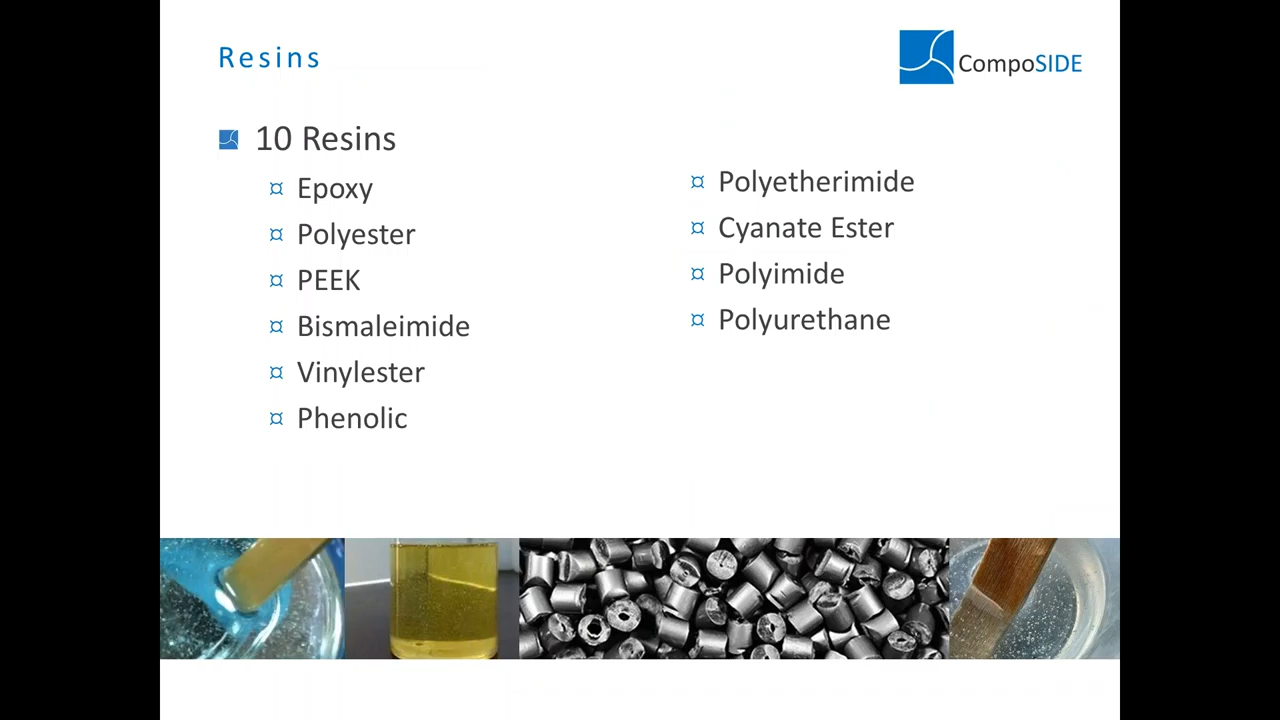 Resins
CompoSIDE
10 Resins
¤ Epoxy
¤ Polyester
¤ PEEK
¤ Bismaleimide
¤ Vinylester
¤ Phenolic
¤ Polyetherimide
¤ Cyanate Ester
¤ Polyimide
¤ Polyurethane